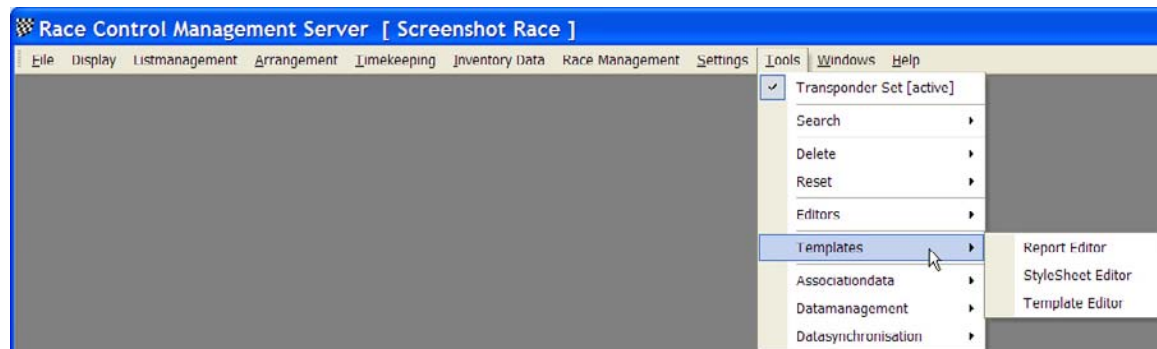 Race Control Management Server [ Screenshot Race ]
File Display Listmanagement Arrangement Timekeeping Inventory Data Race Management Settings Tools Windows Help
Transponder Set [active]
Search
Delete
Reset
Editors
Templates
Report Editor
StyleSheet Editor
Template Editor
Associationdata
Datamanagement
Datasynchronisation